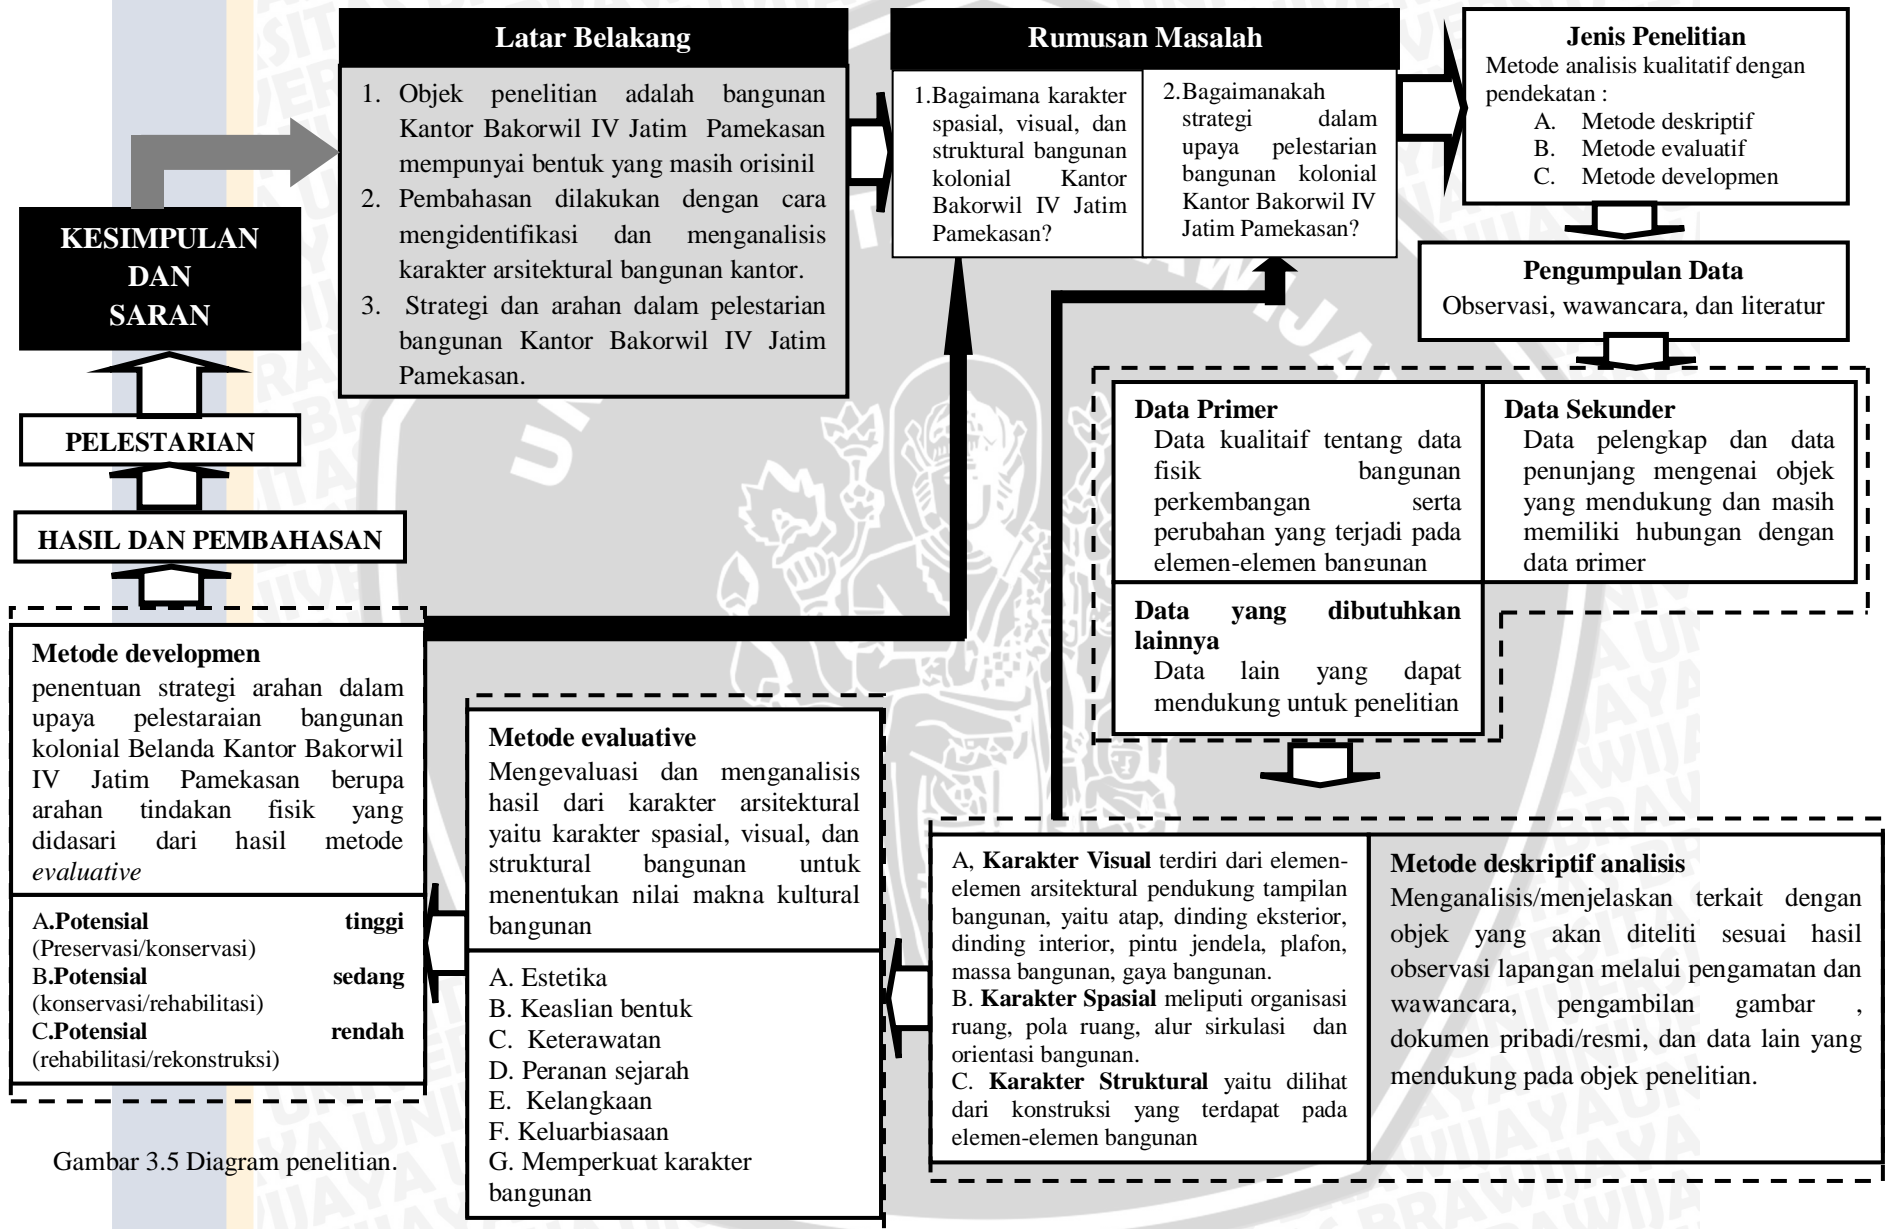 Latar Belakang
1. Objek penelitian adalah bangunan
Kantor Bakorwil IV Jatim Pamekasan
mempunyai bentuk yang masih orisinil
2. Pembahasan dilakukan dengan cara
mengidentifikasi dan menganalisis
karakter arsitektural bangunan kantor.
3. Strategi dan arahan dalam pelestarian
bangunan Kantor Bakorwil IV Jatim
Pamekasan.
Rumusan Masalah
1.Bagaimana karakter
spasial, visual, dan
struktural bangunan
kolonial Kantor
Bakorwil IV Jatim
Pamekasan?
2.Bagaimanakah
strategi dalam
upaya pelestarian
bangunan kolonial
Kantor Bakorwil IV
Jatim Pamekasan?
Jenis Penelitian
Metode analisis kualitatif dengan
pendekatan :
A. Metode deskriptif
B. Metode evaluatif
C. Metode developmen
Pengumpulan Data
Observasi, wawancara, dan literatur
Data Primer
Data kualitaif tentang data
fisik bangunan
perkembangan serta
perubahan yang terjadi pada
elemen-elemen bangunan
Data Sekunder
Data pelengkap dan data
penunjang mengenai objek
yang mendukung dan masih
memiliki hubungan dengan
data primer
Data yang dibutuhkan
lainnya
Data lain yang dapat
mendukung untuk penelitian
A, Karakter Visual terdiri dari elemen-
elemen arsitektural pendukung tampilan
bangunan, yaitu atap, dinding eksterior,
dinding interior, pintu jendela, plafon,
massa bangunan, gaya bangunan.
B. Karakter Spasial meliputi organisasi
ruang, pola ruang, alur sirkulasi dan
orientasi bangunan.
C. Karakter Struktural yaitu dilihat
dari konstruksi yang terdapat pada
elemen-elemen bangunan
Metode deskriptif analisis
Menganalisis/menjelaskan terkait dengan
objek yang akan diteliti sesuai hasil
observasi lapangan melalui pengamatan dan
wawancara, pengambilan gambar ,
dokumen pribadi/resmi, dan data lain yang
mendukung pada objek penelitian.
Metode evaluative
Mengevaluasi dan menganalisis
hasil dari karakter arsitektural
yaitu karakter spasial, visual, dan
struktural bangunan untuk
menentukan nilai makna kultural
bangunan
A. Estetika
B. Keaslian bentuk
C. Keterawatan
D. Peranan sejarah
E. Kelangkaan
F. Keluarbiasaan
G. Memperkuat karakter
bangunan
Metode developmen
penentuan strategi arahan dalam
upaya pelestaraian bangunan
kolonial Belanda Kantor Bakorwil
IV Jatim Pamekasan berupa
arahan tindakan fisik yang
didasari dari hasil metode
evaluative
A.Potensial tinggi
(Preservasi/konservasi)
B.Potensial sedang
(konservasi/rehabilitasi)
C.Potensial rendah
(rehabilitasi/rekonstruksi)
HASIL DAN PEMBAHASAN
PELESTARIAN
KESIMPULAN
DAN
SARAN
Gambar 3.5 Diagram penelitian.